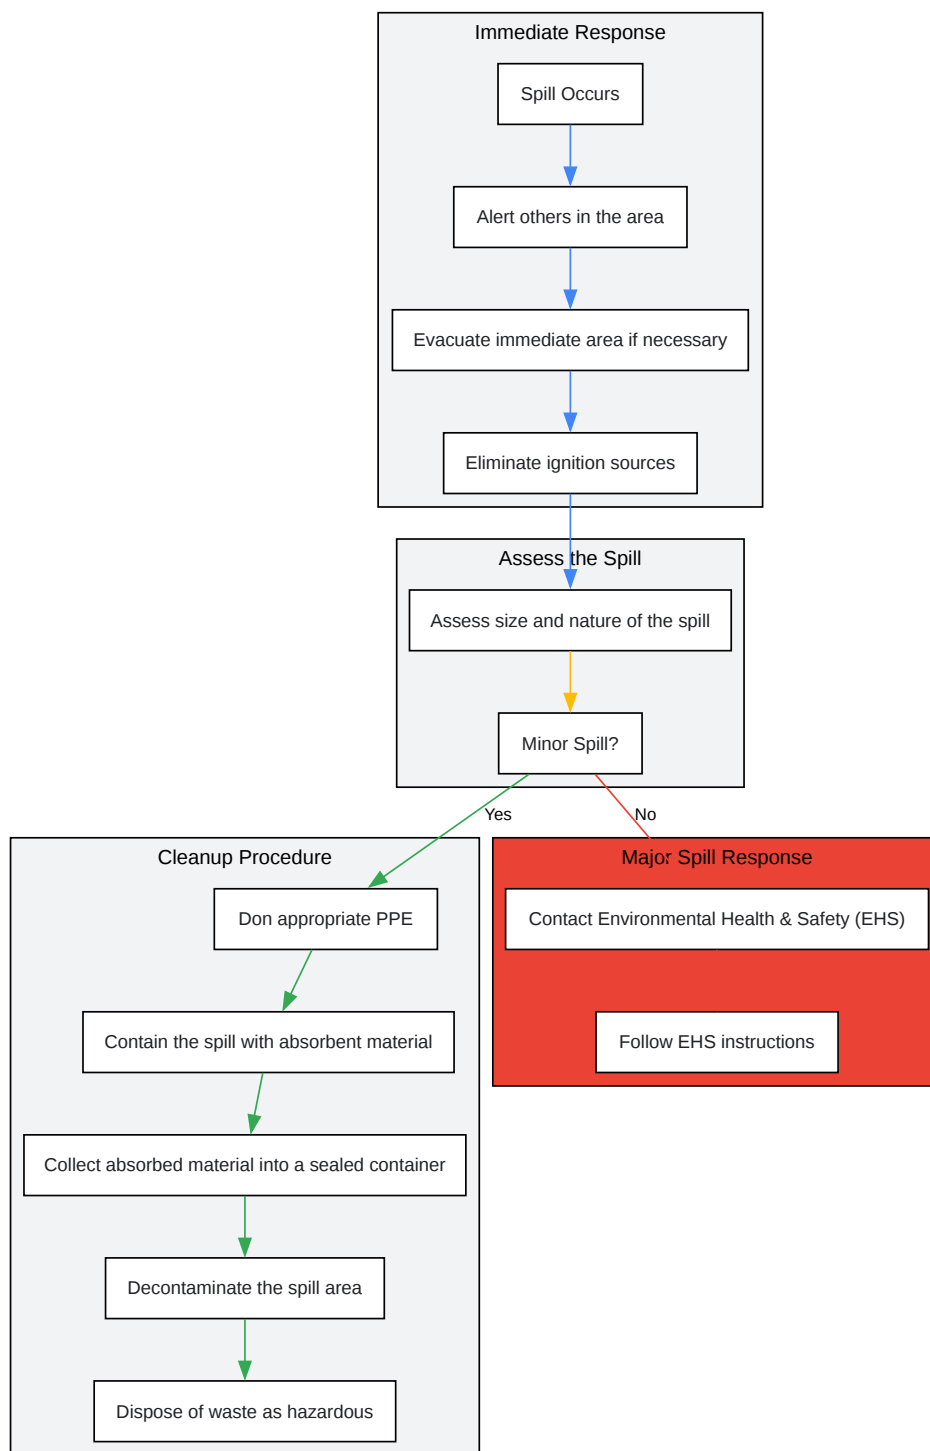 Immediate Response
Spill Occurs
Alert others in the area
Evacuate immediate area if necessary
Eliminate ignition sources
Assess the Spill
Assess size and nature of the spill
Minor Spill?
Yes
No
Cleanup Procedure
Don appropriate PPE
Contain the spill with absorbent material
Collect absorbed material into a sealed container
Decontaminate the spill area
Dispose of waste as hazardous
Major Spill Response
Contact Environmental Health & Safety (EHS)
Follow EHS instructions